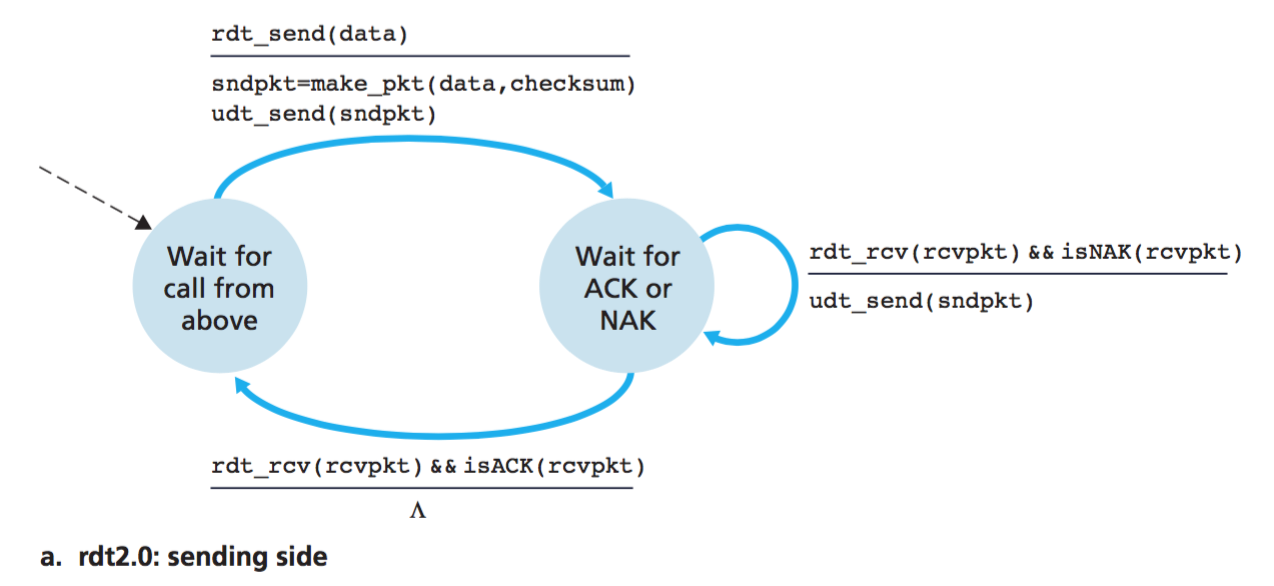 rdt_send(data)
sndpkt=make_pkt(data,checksum)
udt_send(sndpkt)
Wait for
call from
above
Wait for
ACK or
NAK
rdt_rcv(rcvpkt) && isNAK(rcvpkt)
udt_send(sndpkt)
rdt_rcv(rcvpkt) && isACK(rcvpkt)
Λ
a. rdt2.0: sending side